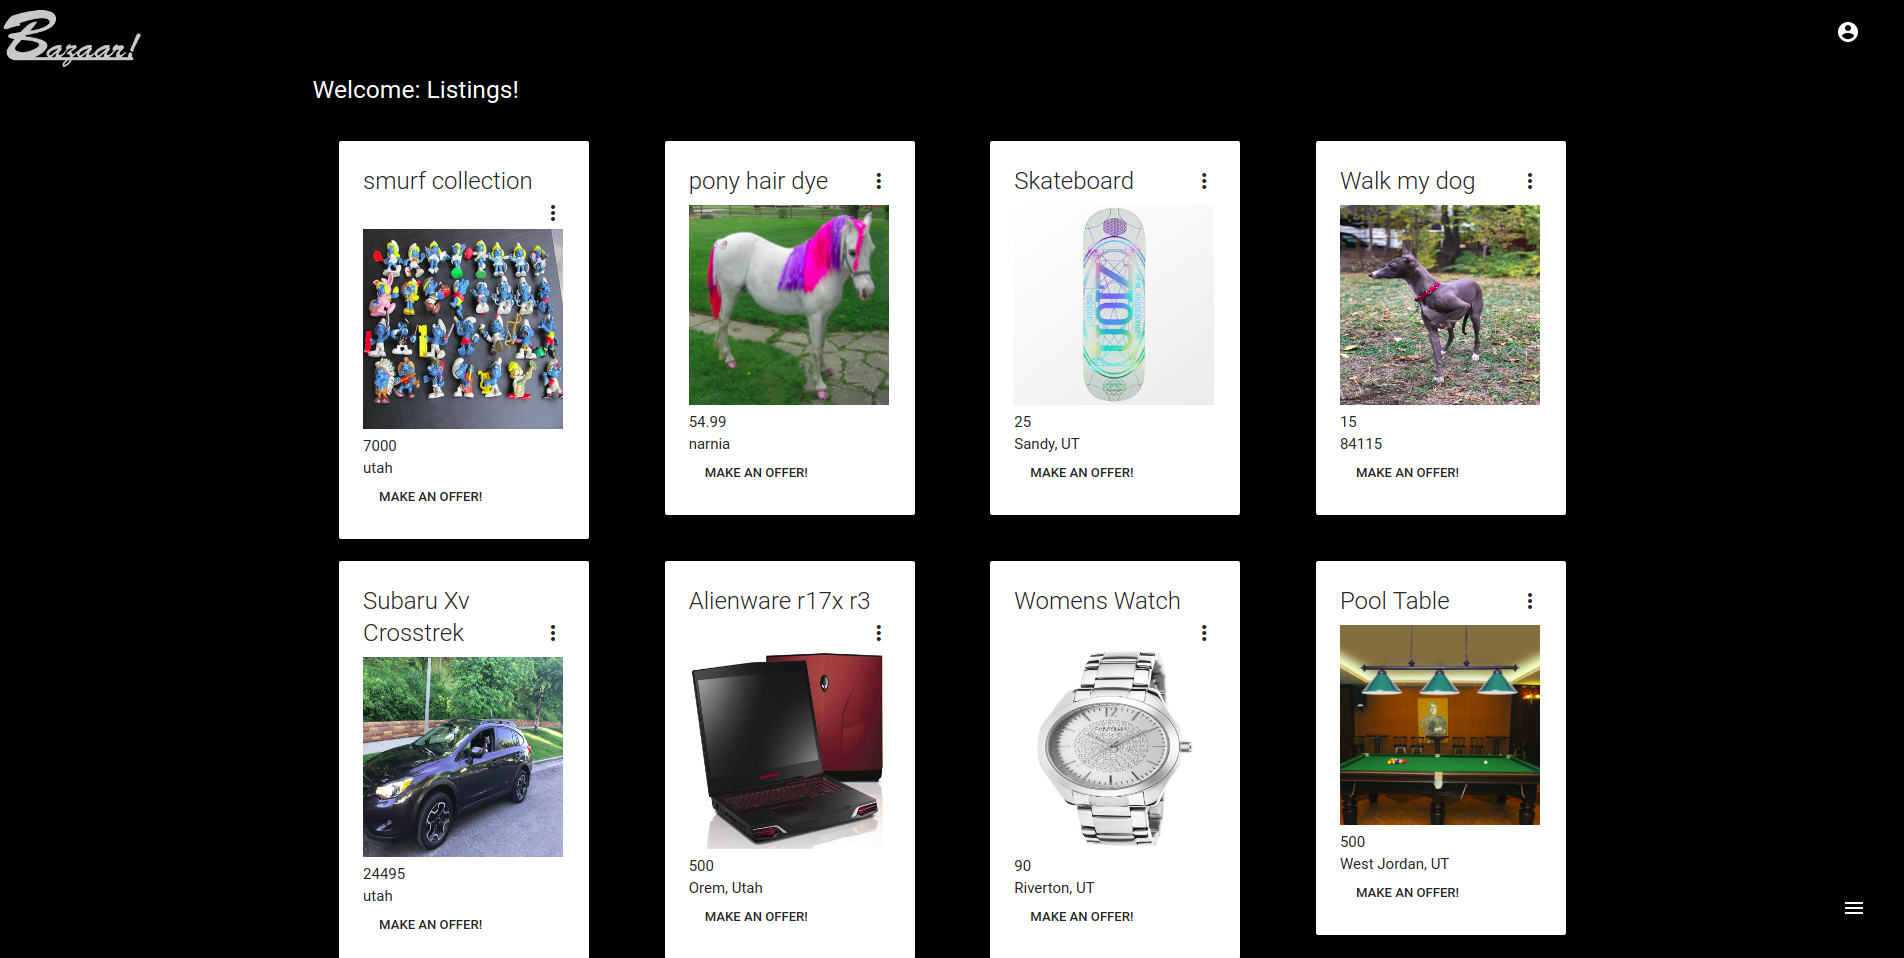 Bazaar!
Welcome: Listings!
smurf collection
7000
utah
MAKE AN OFFER!
pony hair dye
54.99
narnia
MAKE AN OFFER!
Skateboard
25
Sandy, UT
MAKE AN OFFER!
Walk my dog
15
84115
MAKE AN OFFER!
Subaru Xv
Crosstrek
24495
utah
MAKE AN OFFER!
Alienware r17x r3
500
Orem, Utah
MAKE AN OFFER!
Womens Watch
12
CARAVELLE
90
Riverton, UT
MAKE AN OFFER!
Pool Table
500
West Jordan, UT
MAKE AN OFFER!